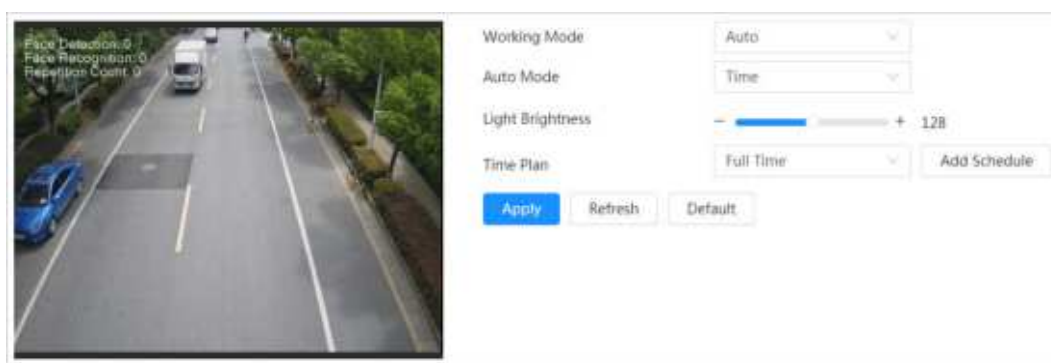 Face Detection: 0
Face Recognition: 0
Repetition Count: 0
Working Mode Auto
Auto Mode Time
Light Brightness - + 128
Time Plan Full Time Add Schedule
Apply Refresh Default